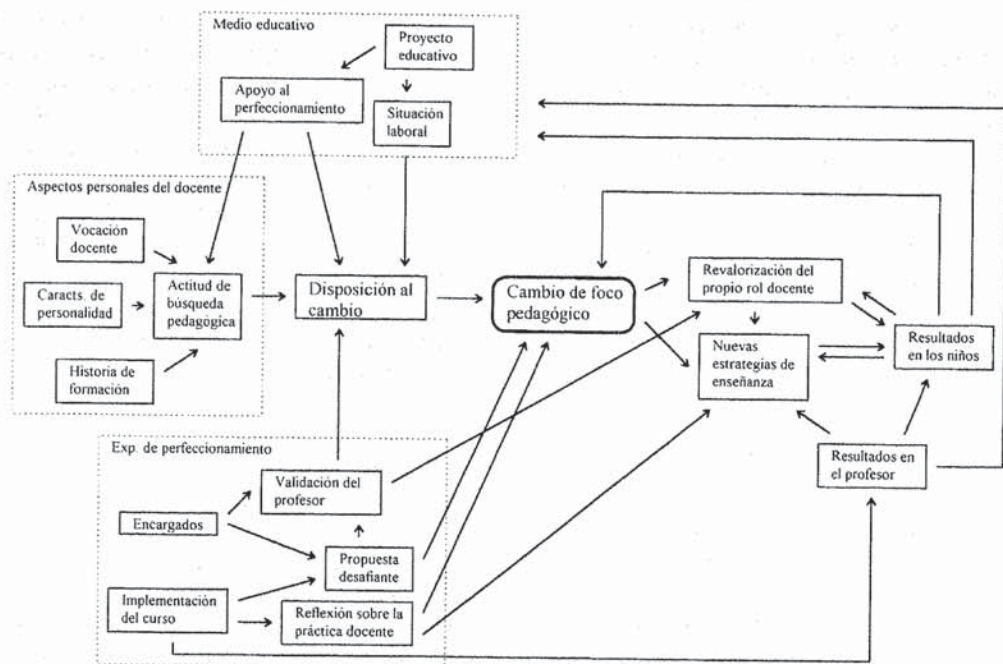 Medio educativo
Proyecto
educativo
Apoyo al
perfeccionamiento
Situación
laboral
Aspectos personales del docente
Vocación
docente
Caracts. de
personalidad
Actitud de
búsqueda
pedagógica
Historia de
formación
Disposición al
cambio
Cambio de foco
pedagógico
Revalorización del
propio rol docente
Nuevas
estrategias de
enseñanza
Resultados
en los niños
Resultados en
el profesor
Exp. de perfeccionamiento
Validación del
profesor
Encargados
Propuesta
desafiante
Implementación
del curso
Reflexión sobre la
práctica docente